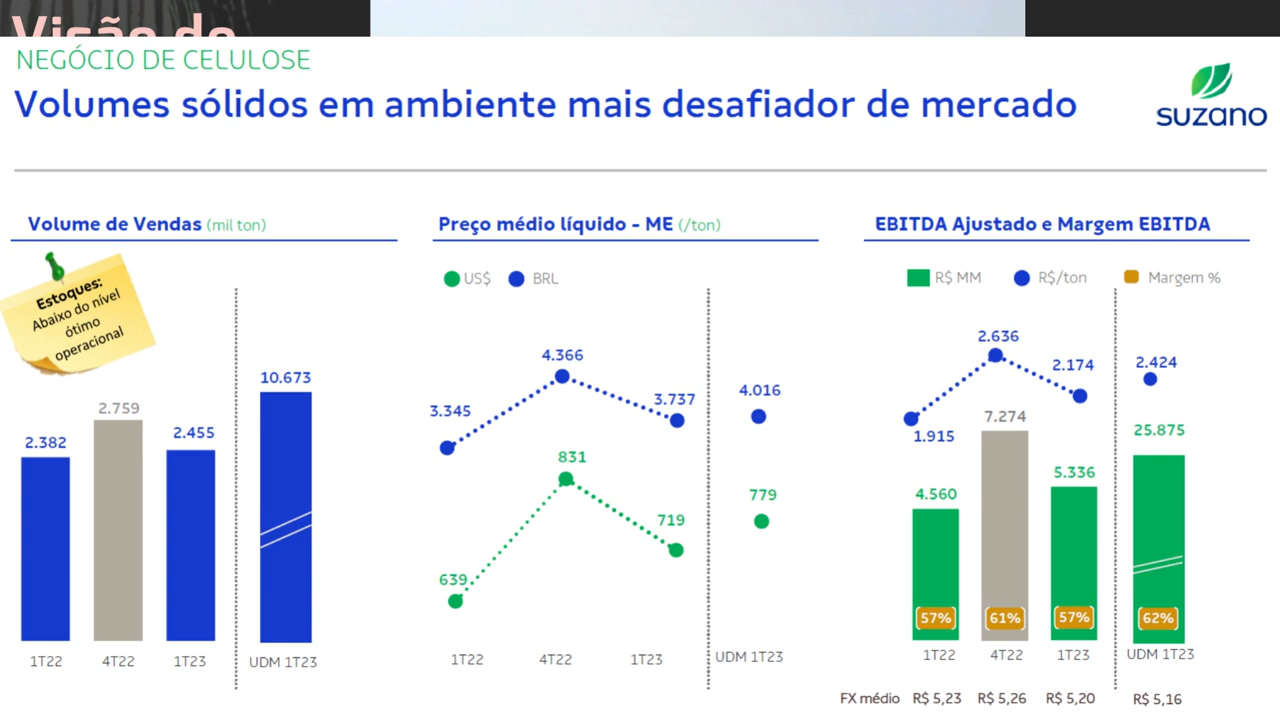 Visão de
NEGÓCIO DE CELULOSE
Volumes sólidos em ambiente mais desafiador de mercado
suzano
Volume de Vendas (mil ton)
Estoques:
Abaixo do nível
ótimo
operacional
2.382
2.759
2.455
10.673
1T22
4T22
1T23
UDM 1T23
Preço médio líquido - ME (/ton)
US$
BRL
3.345
4.366
3.737
4.016
639
831
719
779
1T22
4T22
1T23
UDM 1T23
EBITDA Ajustado e Margem EBITDA
R$ MM
R$/ton
Margem %
1.915
2.636
2.174
2.424
4.560
7.274
5.336
25.875
57%
61%
57%
62%
1T22
4T22
1T23
UDM 1T23
FX médio R$ 5,23 R$ 5,26 R$ 5,20 R$ 5,16